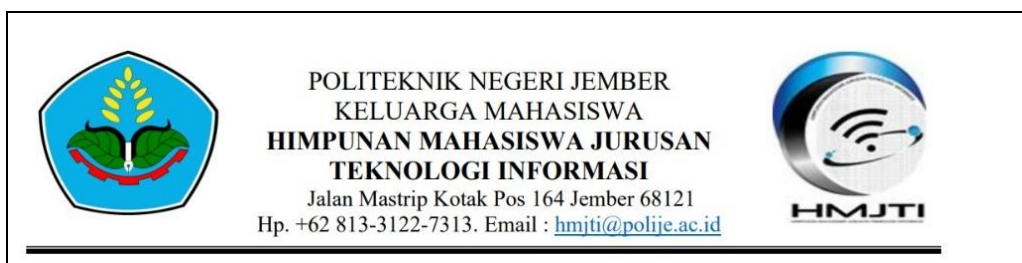 POLITEKNIK NEGERI JEMBER
KELUARGA MAHASISWA
HIMPUNAN MAHASISWA JURUSAN
TEKNOLOGI INFORMASI
Jalan Mastrip Kotak Pos 164 Jember 68121
Hp. +62 813-3122-7313. Email : hmjti@polije.ac.id
HMJTI